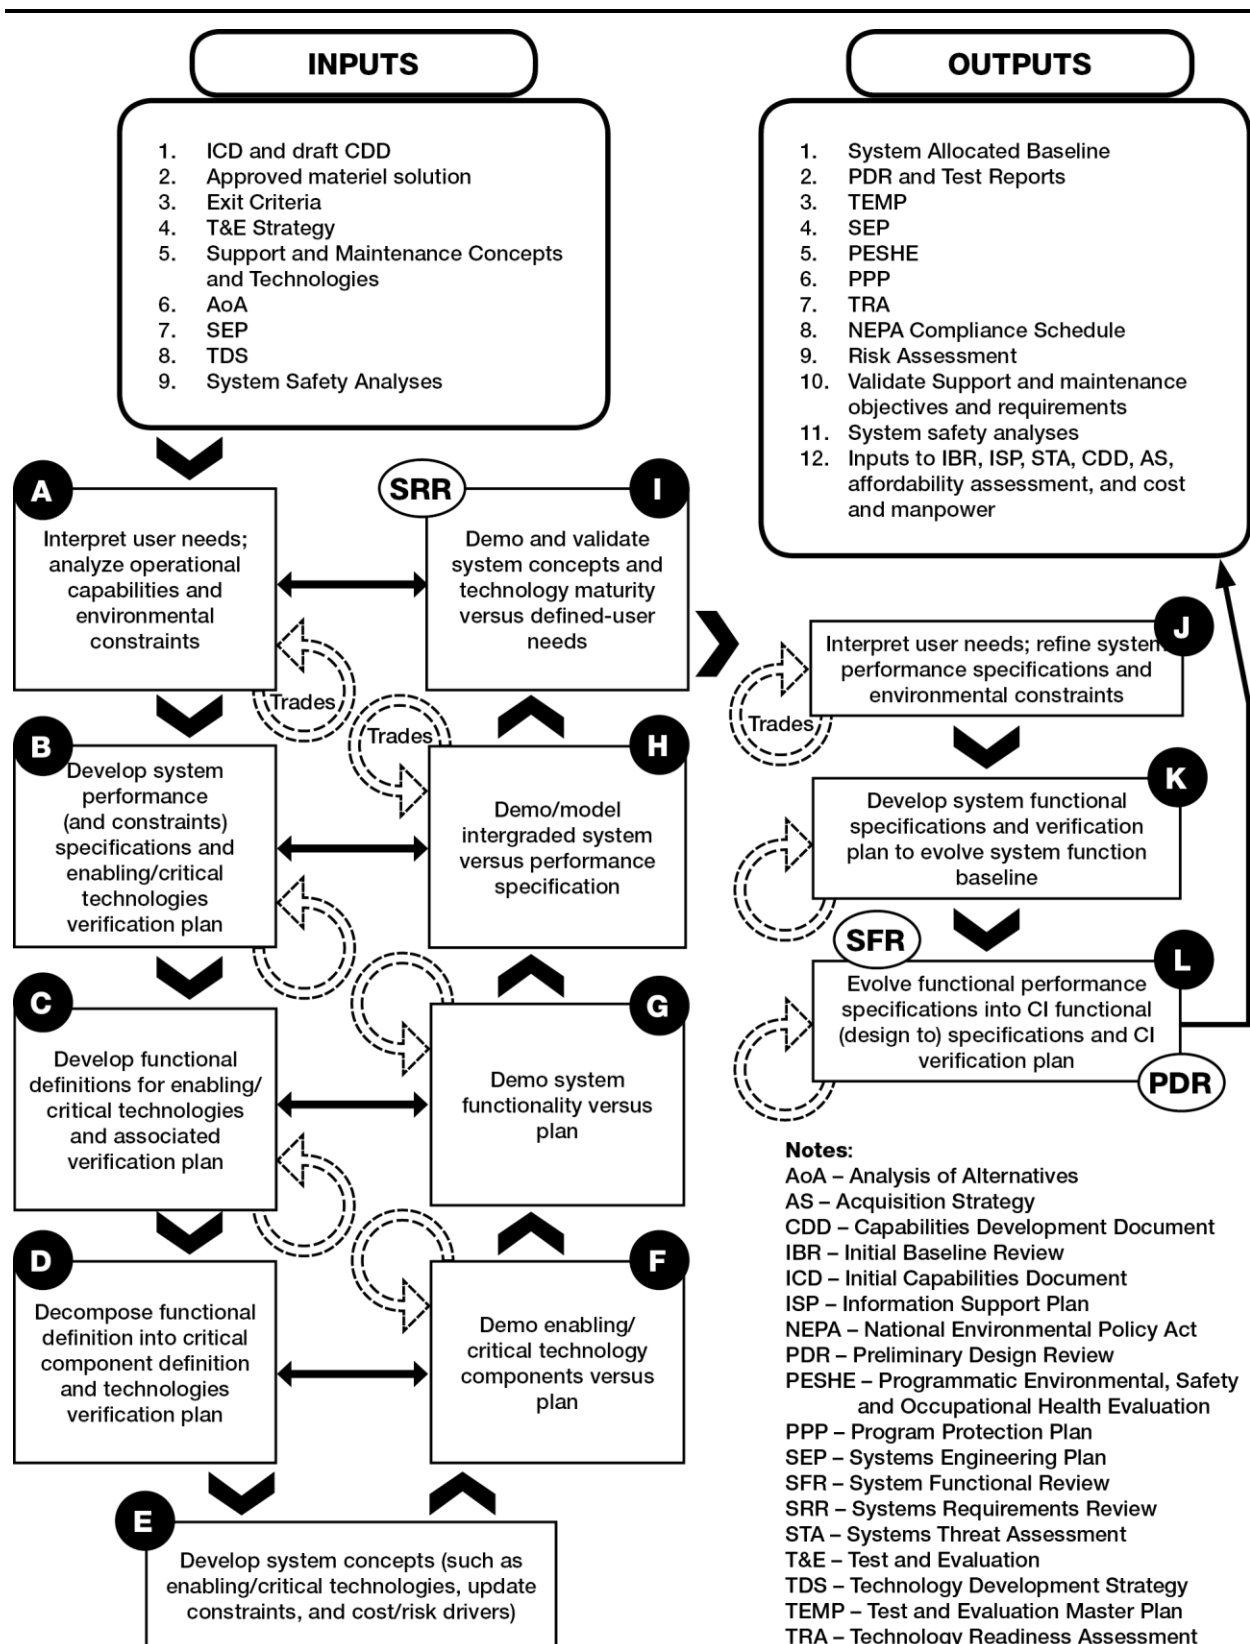 INPUTS
1. ICD and draft CDD
2. Approved materiel solution
3. Exit Criteria
4. T&E Strategy
5. Support and Maintenance Concepts
and Technologies
6. AoA
7. SEP
8. TDS
9. System Safety Analyses
OUTPUTS
1. System Allocated Baseline
2. PDR and Test Reports
3. TEMP
4. SEP
5. PESHE
6. PPP
7. TRA
8. NEPA Compliance Schedule
9. Risk Assessment
10. Validate Support and maintenance
objectives and requirements
11. System safety analyses
12. Inputs to IBR, ISP, STA, CDD, AS,
affordability assessment, and cost
and manpower
A
Interpret user needs;
analyze operational
capabilities and
environmental
constraints
Trades
B
Develop system
performance
(and constraints)
specifications and
enabling/critical
technologies
verification plan
C
Develop functional
definitions for enabling/
critical technologies
and associated
verification plan
D
Decompose functional
definition into critical
component definition
and technologies
verification plan
E
Develop system concepts (such as
enabling/critical technologies, update
constraints, and cost/risk drivers)
F
Demo enabling/
critical technology
components versus
plan
G
Demo system
functionality versus
plan
H
Trades
Demo/model
intergraded system
versus performance
specification
SRR
I
Demo and validate
system concepts and
technology maturity
versus defined-user
needs
J
Interpret user needs; refine system
performance specifications and
environmental constraints
Trades
K
Develop system functional
specifications and verification
plan to evolve system function
baseline
SFR
L
Evolve functional performance
specifications into CI functional
(design to) specifications and CI
verification plan
PDR
Notes:
AoA – Analysis of Alternatives
AS – Acquisition Strategy
CDD – Capabilities Development Document
IBR – Initial Baseline Review
ICD – Initial Capabilities Document
ISP – Information Support Plan
NEPA – National Environmental Policy Act
PDR – Preliminary Design Review
PESHE – Programmatic Environmental, Safety
and Occupational Health Evaluation
PPP – Program Protection Plan
SEP – Systems Engineering Plan
SFR – System Functional Review
SRR – Systems Requirements Review
STA – Systems Threat Assessment
T&E – Test and Evaluation
TDS – Technology Development Strategy
TEMP – Test and Evaluation Master Plan
TRA – Technology Readiness Assessment